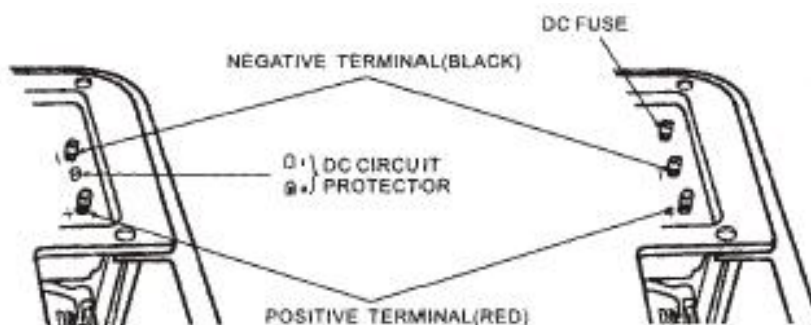 DC FUSE
NEGATIVE TERMINAL(BLACK)
DC CIRCUIT
PROTECTOR
POSITIVE TERMINAL(RED)